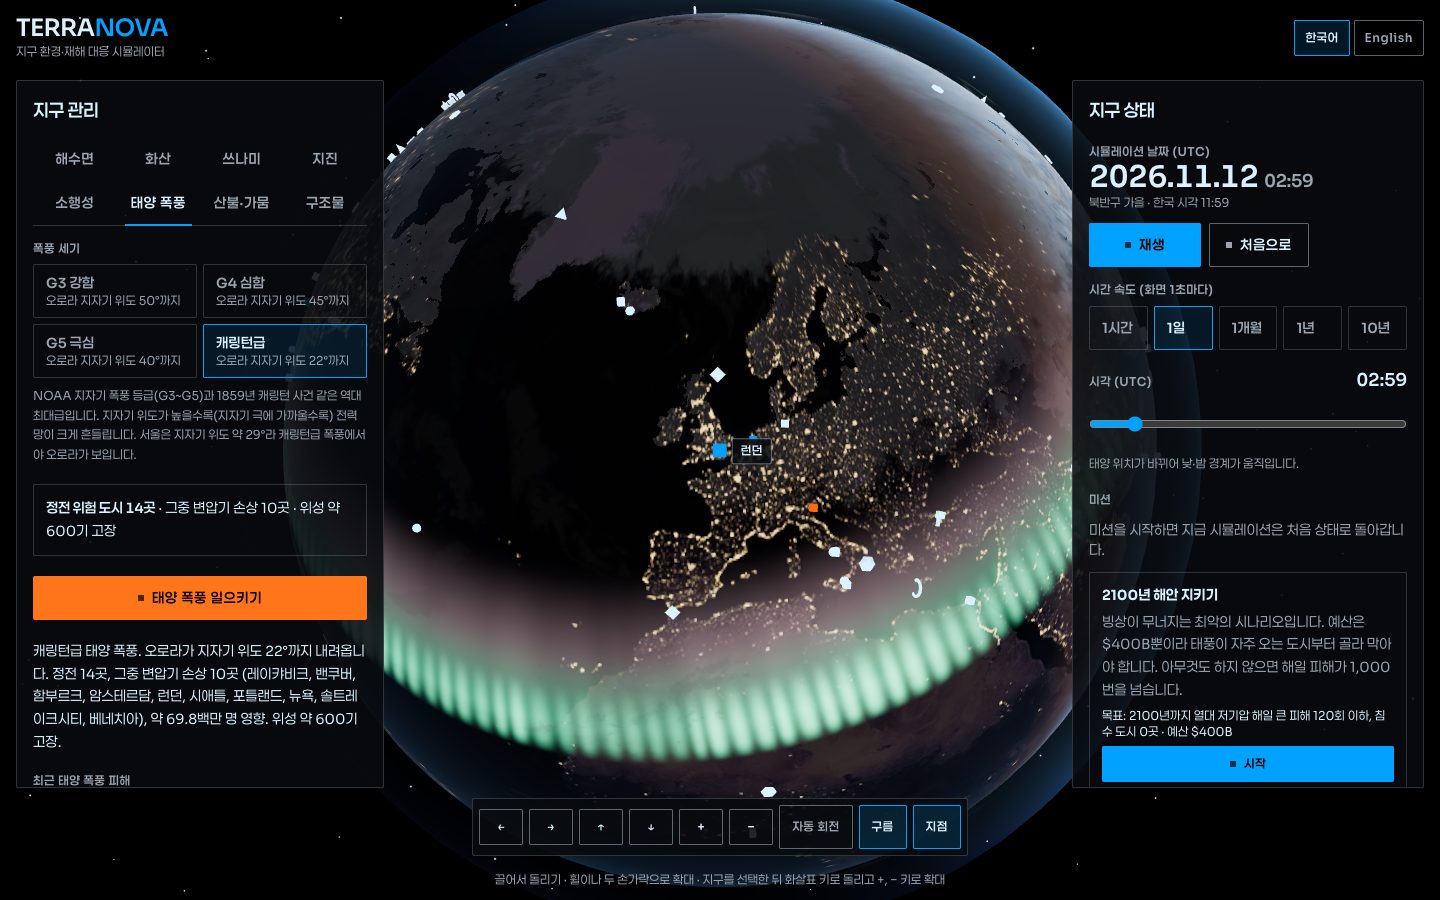 TERRANOVA
지구 환경·재해 대응 시뮬레이터
한국어
English
지구 관리
해수면
화산
쓰나미
지진
소행성
태양 폭풍
산불·가뭄
구조물
폭풍 세기
G3 강함
오로라 지자기 위도 50°까지
G4 심함
오로라 지자기 위도 45°까지
G5 극심
오로라 지자기 위도 40°까지
캐링턴급
오로라 지자기 위도 22°까지
NOAA 지자기 폭풍 등급(G3~G5)과 1859년 캐링턴 사건 같은 역대
최대급입니다. 지자기 위도가 높을수록(지자기 극에 가까울수록) 전력
망이 크게 흔들립니다. 서울은 지자기 위도 약 29°라 캐링턴급 폭풍에서
야 오로라가 보입니다.
정전 위험 도시 14곳 · 그중 변압기 손상 10곳 · 위성 약
600기 고장
태양 폭풍 일으키기
캐링턴급 태양 폭풍. 오로라가 지자기 위도 22°까지 내려옵니
다. 정전 14곳, 그중 변압기 손상 10곳 (레이캬비크, 밴쿠버,
함부르크, 암스테르담, 런던, 시애틀, 포틀랜드, 뉴욕, 솔트레
이크시티, 베네치아), 약 69.8백만 명 영향. 위성 약 600기
고장.
최근 태양 폭풍 피해
런던
←
→
↑
↓
+
−
자동 회전
구름
지점
끌어서 돌리기 · 휠이나 두 손가락으로 확대 · 지구를 선택한 뒤 화살표 키로 돌리고 +, − 키로 확대
지구 상태
시뮬레이션 날짜 (UTC)
2026.11.12 02:59
북반구 가을 · 한국 시각 11:59
재생
처음으로
시간 속도 (화면 1초마다)
1시간
1일
1개월
1년
10년
시각 (UTC)
02:59
태양 위치가 바뀌어 낮·밤 경계가 움직입니다.
미션
미션을 시작하면 지금 시뮬레이션은 처음 상태로 돌아갑니
다.
2100년 해안 지키기
빙상이 무너지는 최악의 시나리오입니다. 예산은
$400B뿐이라 태풍이 자주 오는 도시부터 골라 막아
야 합니다. 아무것도 하지 않으면 해일 피해가 1,000
번을 넘습니다.
목표: 2100년까지 열대 저기압 해일 큰 피해 120회 이하, 침
수 도시 0곳 · 예산 $400B
시작